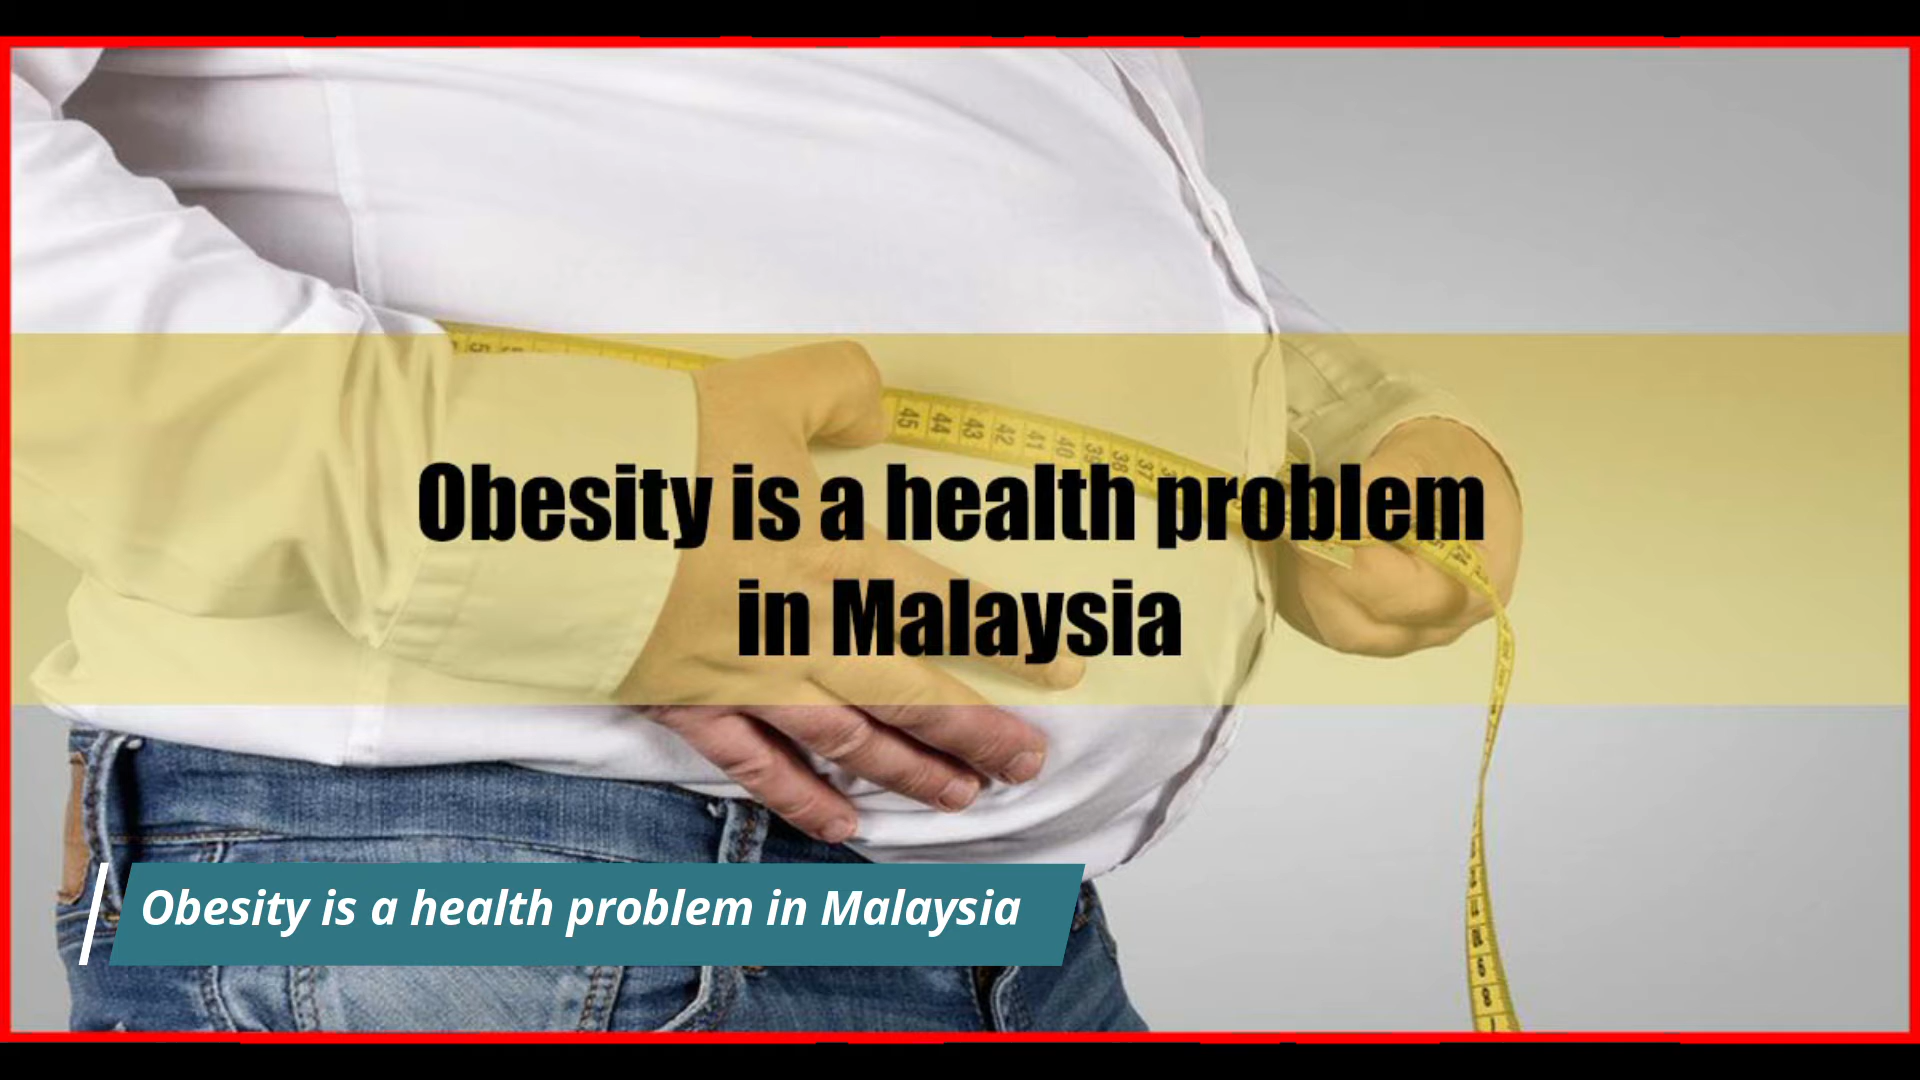 Obesity is a health problem
in Malaysia
Obesity is a health problem in Malaysia